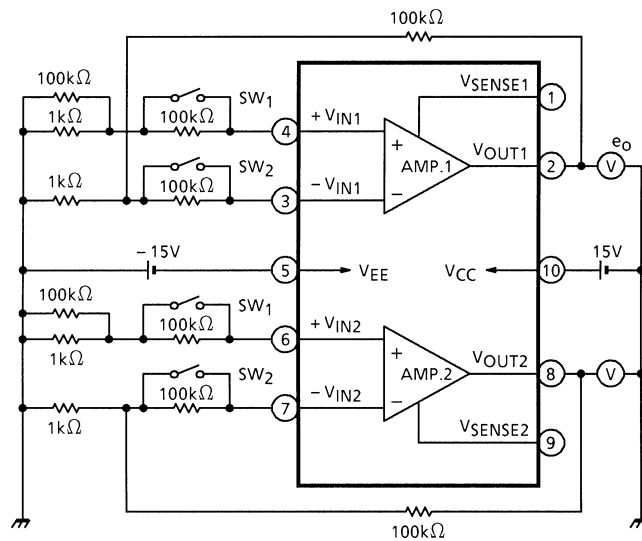 100kΩ
100kΩ
1kΩ
100kΩ
SW1
4
+VIN1
VSENSE1
1
+
AMP.1
−
VOUT1
2
eo
V
1kΩ
100kΩ
SW2
3
−VIN1
−15V
5
VEE
VCC
10
15V
100kΩ
1kΩ
100kΩ
SW1
6
+VIN2
+
AMP.2
−
VOUT2
8
V
1kΩ
100kΩ
SW2
7
−VIN2
VSENSE2
9
100kΩ